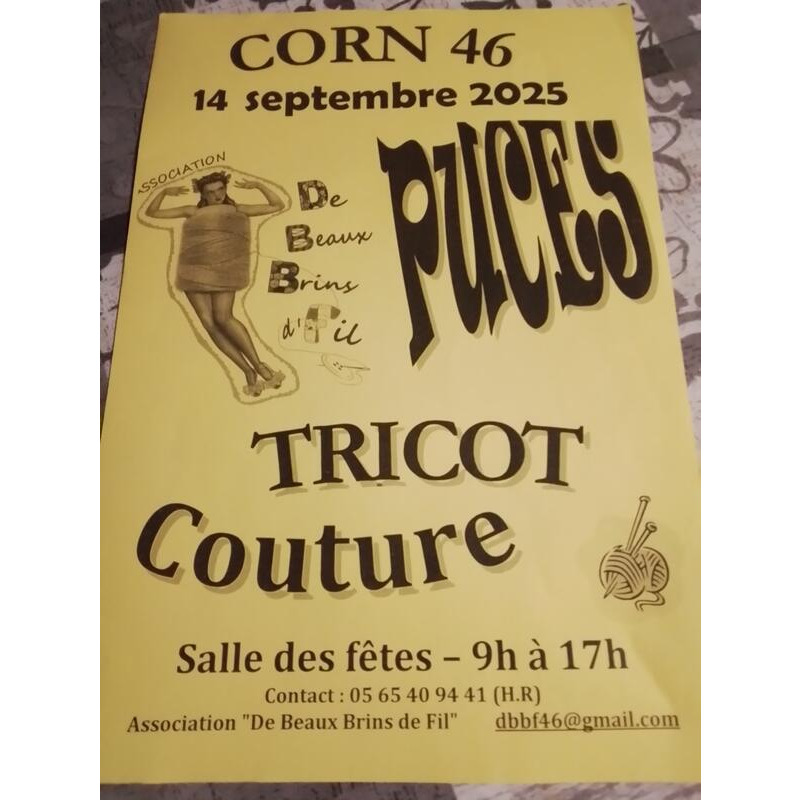 CORN 46
14 septembre 2025
ASSOCIATION
De
Beaux
Brins
d'Fil
PUCES
TRICOT
Couture
Salle des fêtes – 9h à 17h
Contact : 05 65 40 94 41 (H.R)
Association "De Beaux Brins de Fil" dbbf46@gmail.com